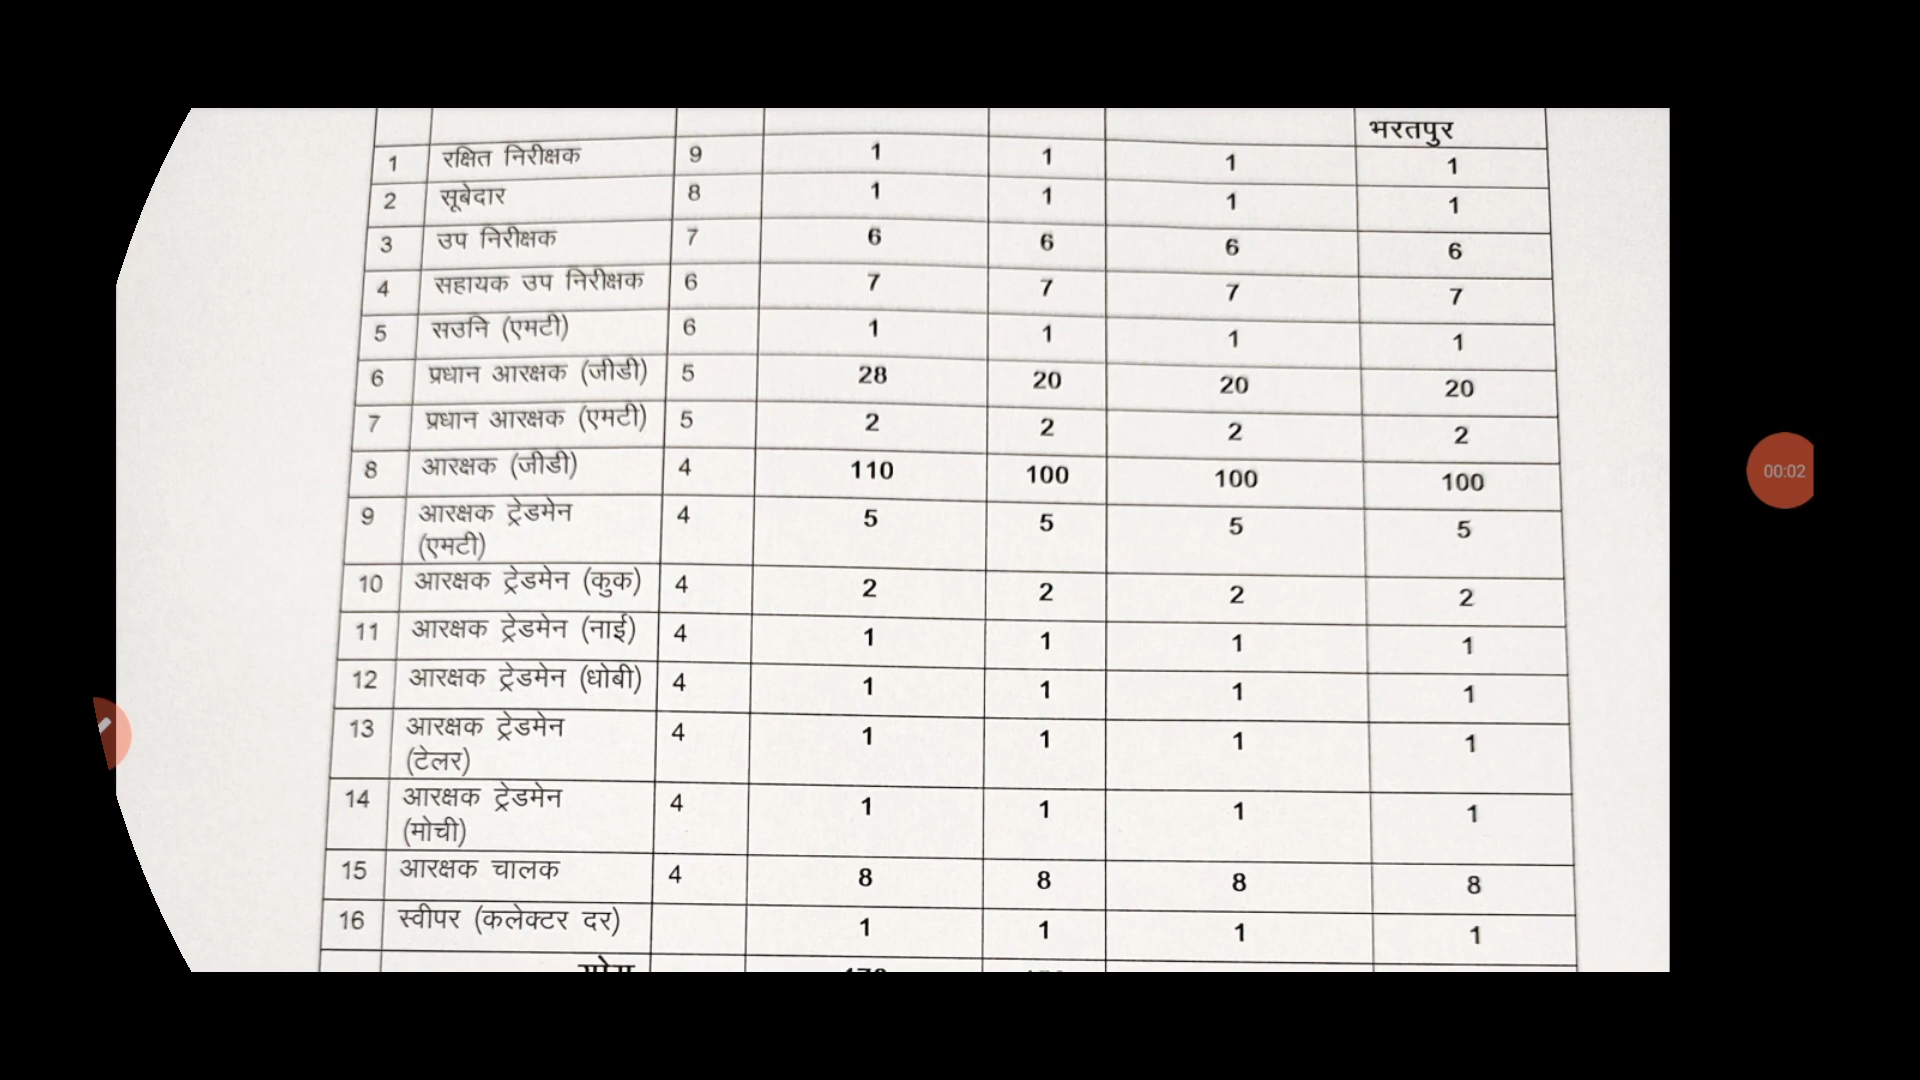 भरतपुर
1 रक्षित निरीक्षक 9 1 1 1 1
2 सूबेदार 8 1 1 1 1
3 उप निरीक्षक 7 6 6 6 6
4 सहायक उप निरीक्षक 6 7 7 7 7
5 सउनि (एमटी) 6 1 1 1 1
6 प्रधान आरक्षक (जीडी) 5 28 20 20 20
7 प्रधान आरक्षक (एमटी) 5 2 2 2 2
8 आरक्षक (जीडी) 4 110 100 100 100
9 आरक्षक ट्रेडमेन 4 5 5 5 5
(एमटी)
10 आरक्षक ट्रेडमेन (कुक) 4 2 2 2 2
11 आरक्षक ट्रेडमेन (नाई) 4 1 1 1 1
12 आरक्षक ट्रेडमेन (धोबी) 4 1 1 1 1
13 आरक्षक ट्रेडमेन 4 1 1 1 1
(टेलर)
14 आरक्षक ट्रेडमेन 4 1 1 1 1
(मोची)
15 आरक्षक चालक 4 8 8 8 8
16 स्वीपर (कलेक्टर दर) 1 1 1 1
00:02